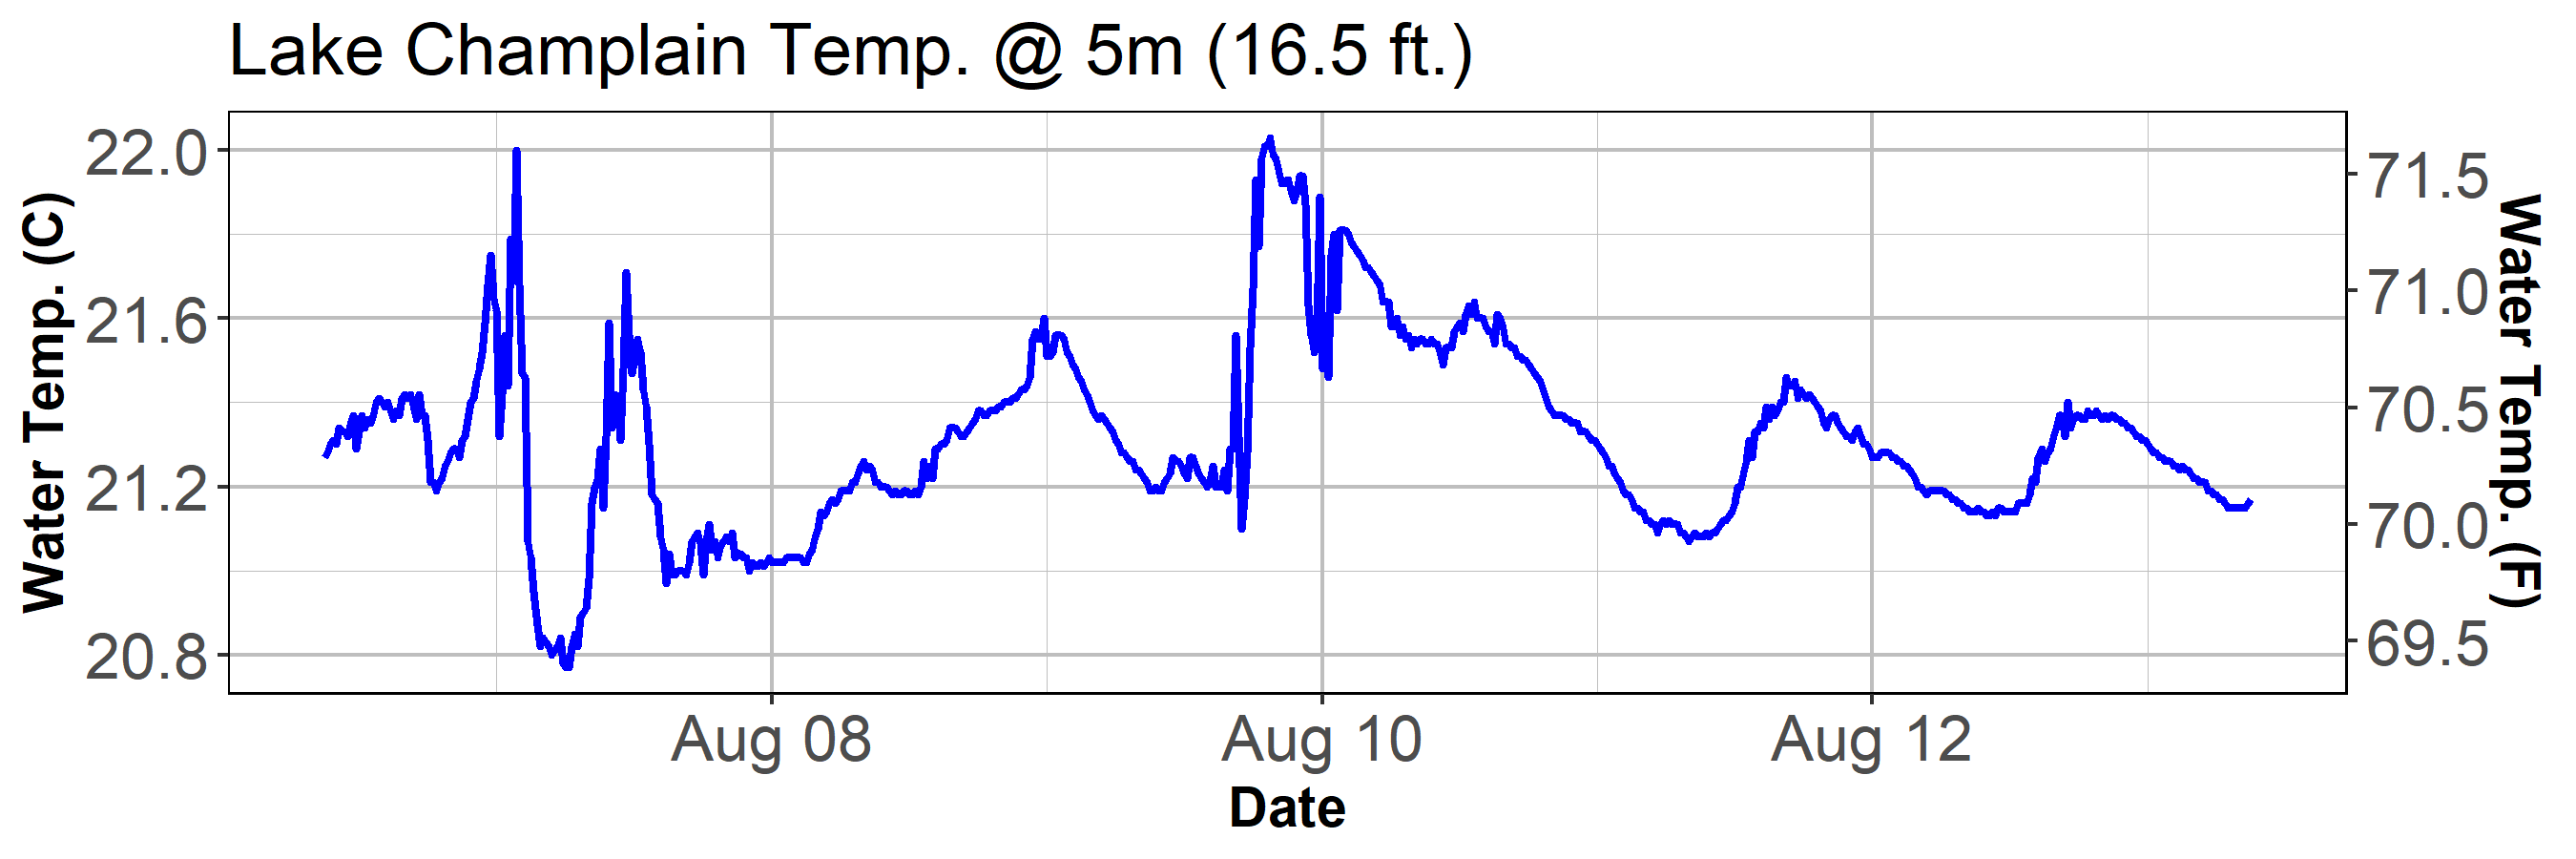 Lake Champlain Temp. @ 5m (16.5 ft.)
Water Temp. (C)
22.0
21.6
21.2
20.8
71.5
71.0
70.5
70.0
69.5
Water Temp. (F)
Aug 08 Aug 10 Aug 12
Date